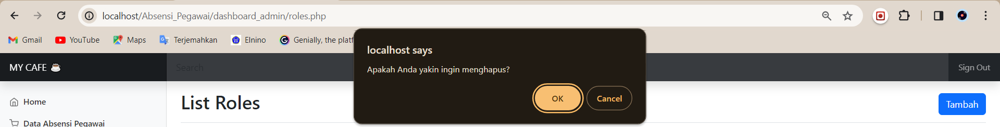 localhost/Absensi_Pegawai/dashboard_admin/roles.php
Gmail YouTube Maps Terjemahkan Elnino Genially, the platf
localhost says
Apakah Anda yakin ingin menghapus?
OK Cancel
MY CAFE ☕ Search Sign Out
Home
Data Absensi Pegawai
List Roles Tambah